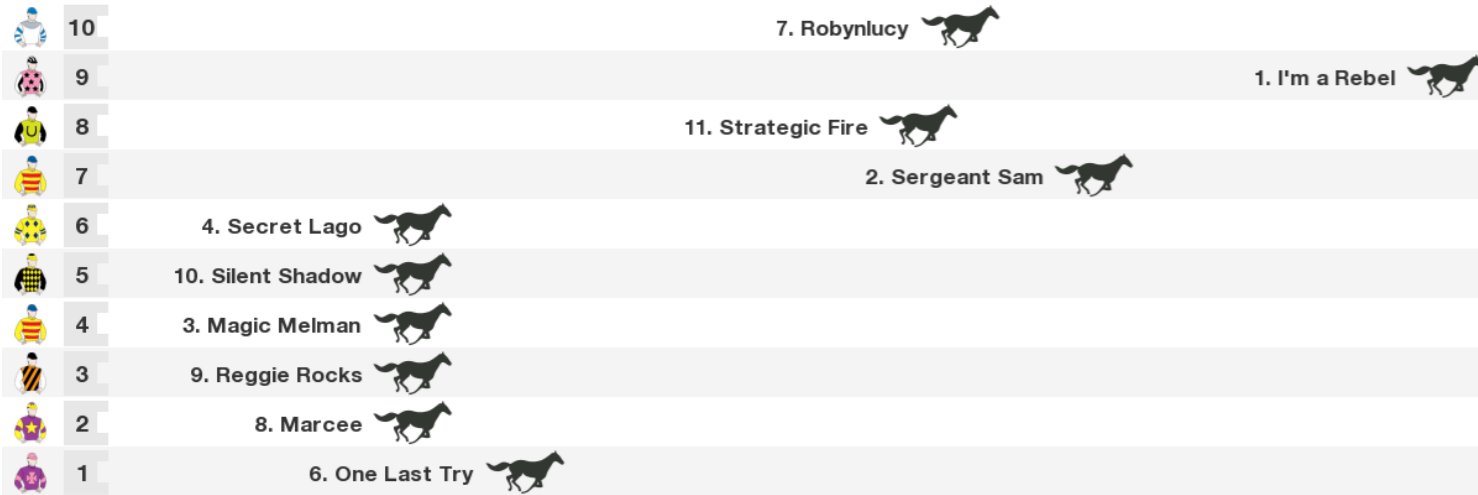 10 7. Robynlucy
9 1. I'm a Rebel
8 11. Strategic Fire
7 2. Sergeant Sam
6 4. Secret Lago
5 10. Silent Shadow
4 3. Magic Melman
3 9. Reggie Rocks
2 8. Marcee
1 6. One Last Try